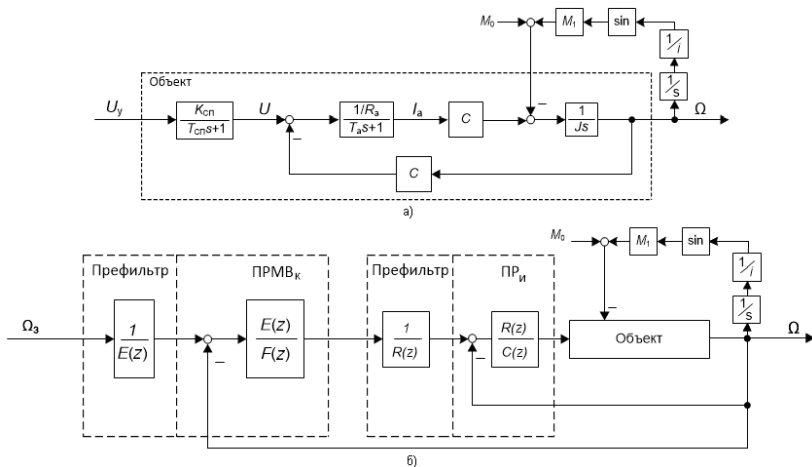 M₀
M₁
sin
1/i
1/s
Объект
Uу
Kсп
Tспs+1
U
–
1/Rа
Tаs+1
Iа
C
–
1
Js
Ω
C
а)
Префильтр
ПРМВк
Префильтр
ПРи
M₀
M₁
sin
1/i
1/s
–
Ωз
1
E(z)
–
E(z)
F(z)
1
R(z)
–
R(z)
C(z)
Объект
Ω
б)